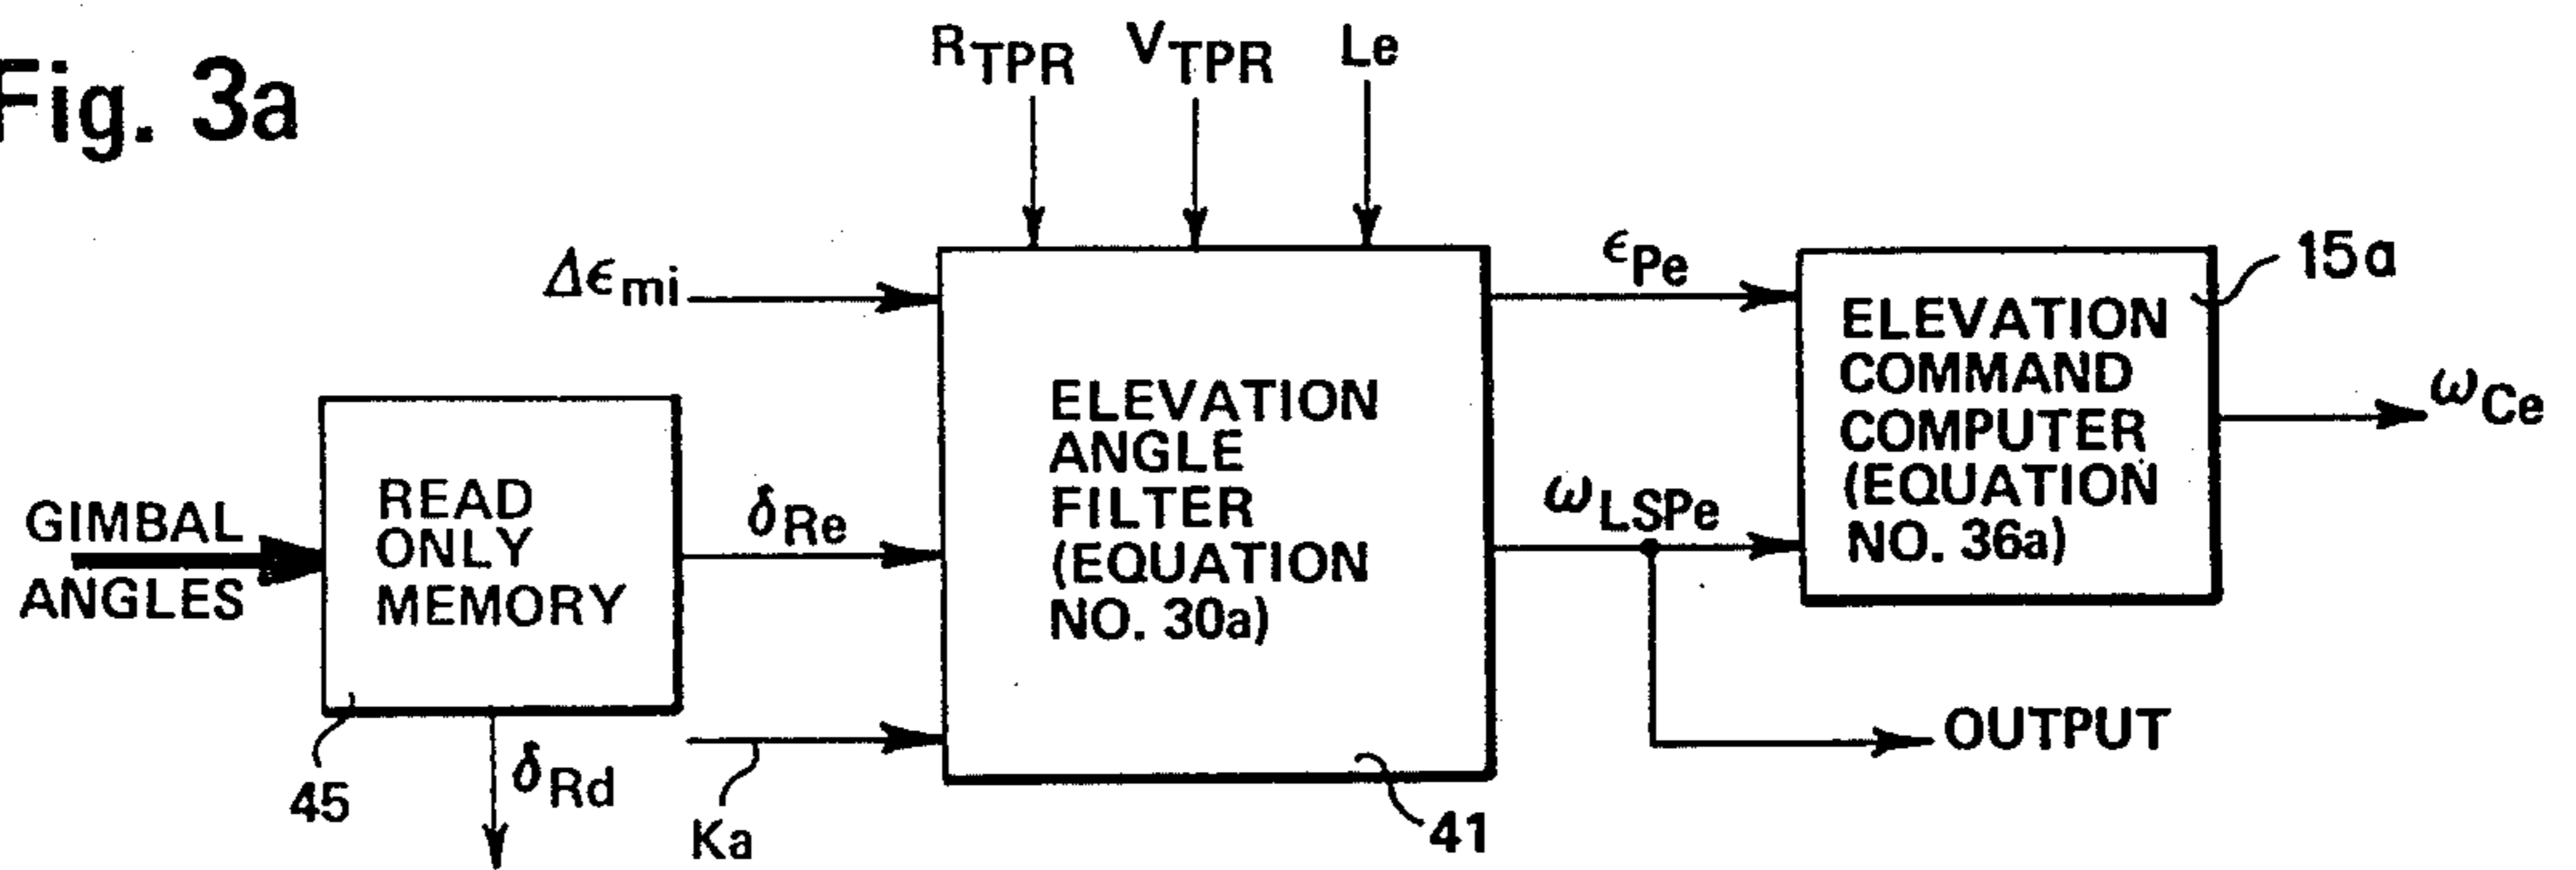 Fig. 3a
RTPR
VTPR
Le
Δϵmi
ϵPe
15a
ELEVATION
COMMAND
COMPUTER
(EQUATION
NO. 36a)
ωCe
ELEVATION
ANGLE
FILTER
(EQUATION
NO. 30a)
GIMBAL
ANGLES
READ
ONLY
MEMORY
δRe
ωLSPe
OUTPUT
45
δRd
Ka
41